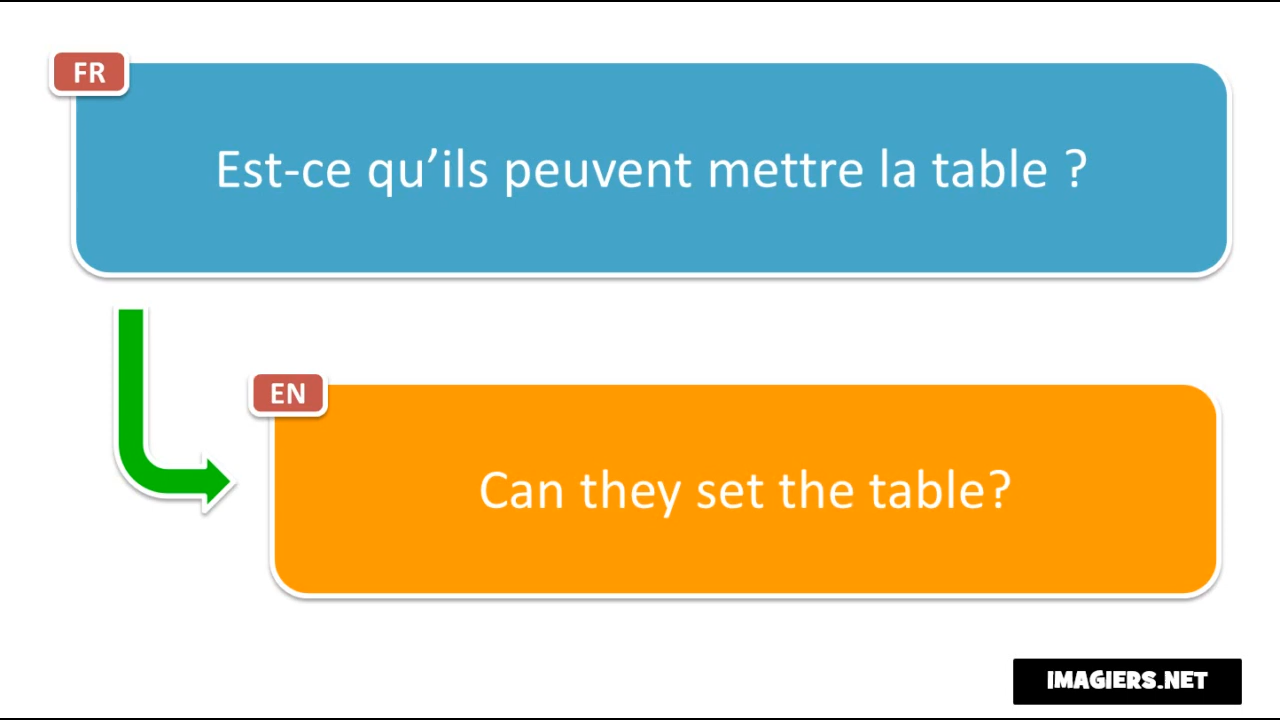 FR
Est-ce qu’ils peuvent mettre la table ?
EN
Can they set the table?
IMAGIERS.NET